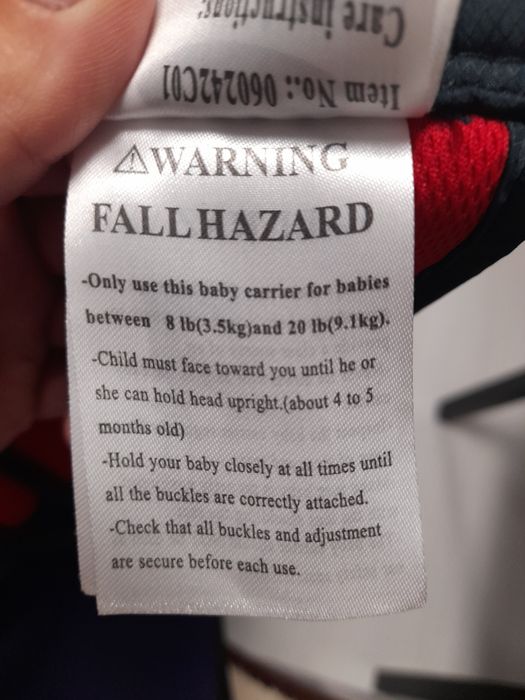 Care instructions:
Item No.: 060242C01
⚠WARNING
FALL HAZARD
-Only use this baby carrier for babies
between 8 lb(3.5kg)and 20 lb(9.1kg).
-Child must face toward you until he or
she can hold head upright.(about 4 to 5
months old)
-Hold your baby closely at all times until
all the buckles are correctly attached.
-Check that all buckles and adjustment
are secure before each use.